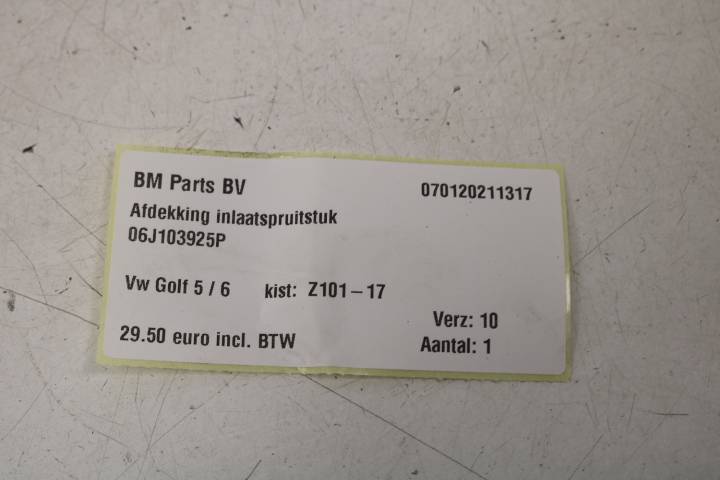 BM Parts BV 070120211317
Afdekking inlaatspruitstuk
06J103925P
Vw Golf 5 / 6 kist: Z101-17
Verz: 10
29.50 euro incl. BTW Aantal: 1